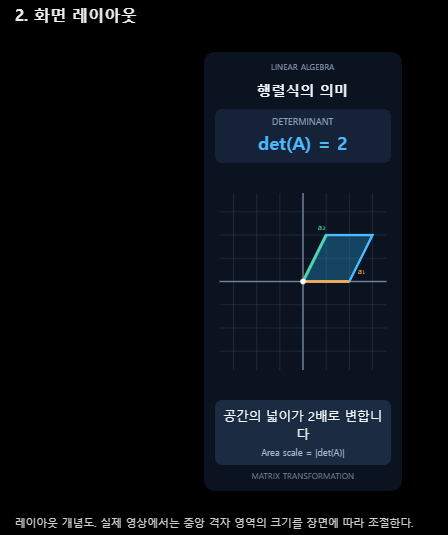 2. 화면 레이아웃
LINEAR ALGEBRA
행렬식의 의미
DETERMINANT
det(A) = 2
a₂
a₁
공간의 넓이가 2배로 변합니
다
Area scale = |det(A)|
MATRIX TRANSFORMATION
레이아웃 개념도. 실제 영상에서는 중앙 격자 영역의 크기를 장면에 따라 조절한다.